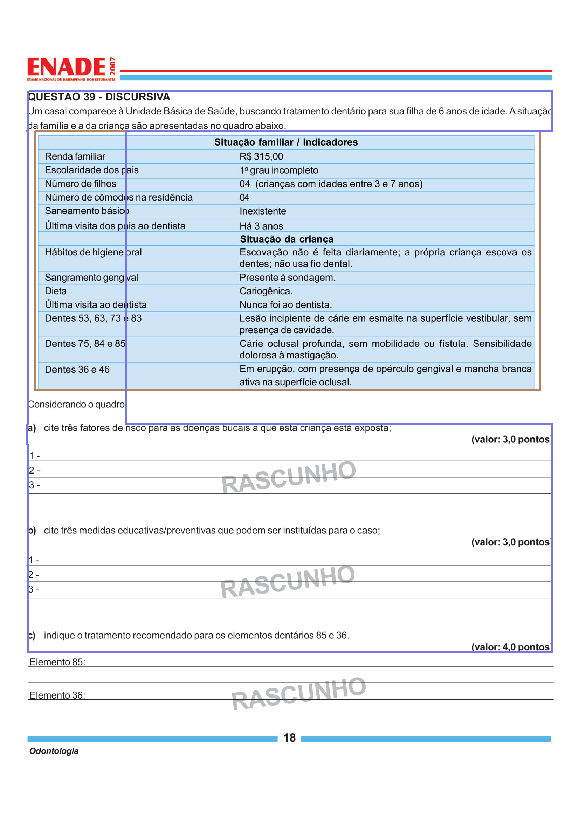 ENADE 2007
EXAME NACIONAL DE DESEMPENHO DOS ESTUDANTES
QUESTÃO 39 - DISCURSIVA
Um casal comparece à Unidade Básica de Saúde, buscando tratamento dentário para sua filha de 6 anos de idade. A situação
da família e a da criança são apresentadas no quadro abaixo.
Situação familiar / Indicadores
Renda familiar R$ 315,00
Escolaridade dos pais 1º grau incompleto
Número de filhos 04 (crianças com idades entre 3 e 7 anos)
Número de cômodos na residência 04
Saneamento básico Inexistente
Última visita dos pais ao dentista Há 3 anos
Situação da criança
Hábitos de higiene oral Escovação não é feita diariamente; a própria criança escova os
dentes; não usa fio dental.
Sangramento gengival Presente à sondagem.
Dieta Cariogênica.
Última visita ao dentista Nunca foi ao dentista.
Dentes 53, 63, 73 e 83 Lesão incipiente de cárie em esmalte na superfície vestibular, sem
presença de cavidade.
Dentes 75, 84 e 85 Cárie oclusal profunda, sem mobilidade ou fístula. Sensibilidade
dolorosa à mastigação.
Dentes 36 e 46 Em erupção, com presença de opérculo gengival e mancha branca
ativa na superfície oclusal.
Considerando o quadro
a) cite três fatores de risco para as doenças bucais a que esta criança está exposta;
(valor: 3,0 pontos)
1 -
2 -
3 -
RASCUNHO
b) cite três medidas educativas/preventivas que podem ser instituídas para o caso;
(valor: 3,0 pontos)
1 -
2 -
3 -
RASCUNHO
c) indique o tratamento recomendado para os elementos dentários 85 e 36.
(valor: 4,0 pontos)
Elemento 85:
Elemento 36:
RASCUNHO
18
Odontologia